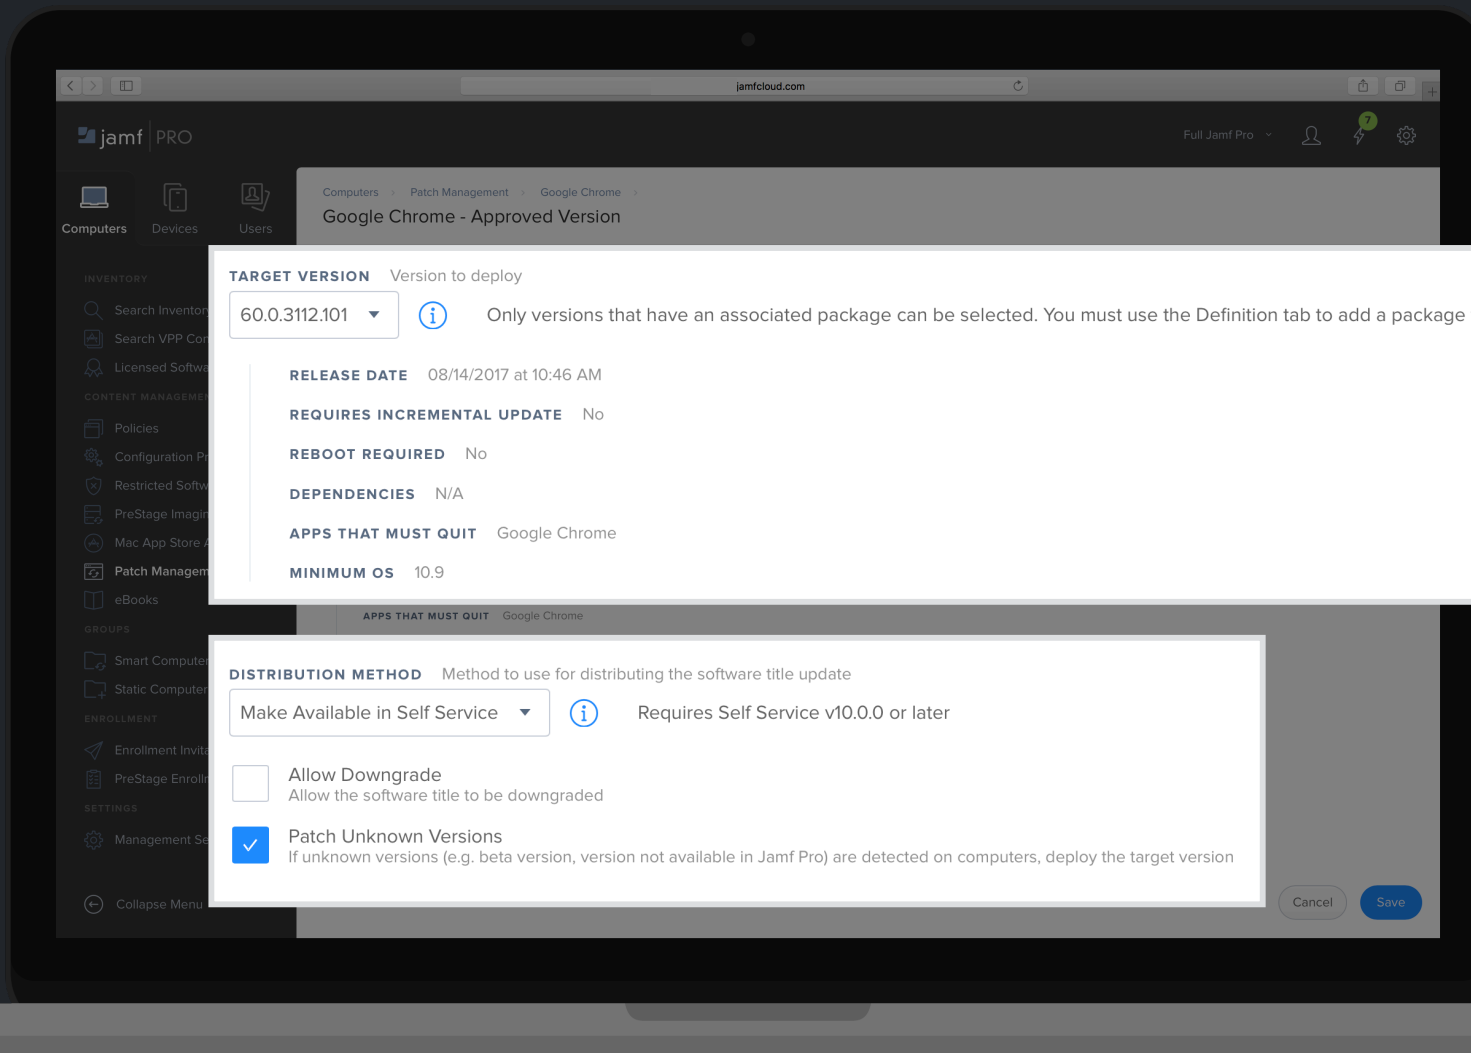 jamfcloud.com
jamf PRO
Full Jamf Pro
7
Computers
Devices
Users
Computers Patch Management Google Chrome
Google Chrome - Approved Version
INVENTORY
Search Inventory
Search VPP Con
Licensed Softwa
CONTENT MANAGEMEN
Policies
Configuration Pr
Restricted Softw
PreStage Imagin
Mac App Store A
Patch Managem
eBooks
GROUPS
Smart Computer
Static Computer
ENROLLMENT
Enrollment Invita
PreStage Enrollm
SETTINGS
Management Se
Collapse Menu
TARGET VERSION Version to deploy
60.0.3112.101
Only versions that have an associated package can be selected. You must use the Definition tab to add a package
RELEASE DATE 08/14/2017 at 10:46 AM
REQUIRES INCREMENTAL UPDATE No
REBOOT REQUIRED No
DEPENDENCIES N/A
APPS THAT MUST QUIT Google Chrome
MINIMUM OS 10.9
APPS THAT MUST QUIT Google Chrome
DISTRIBUTION METHOD Method to use for distributing the software title update
Make Available in Self Service
Requires Self Service v10.0.0 or later
Allow Downgrade
Allow the software title to be downgraded
Patch Unknown Versions
If unknown versions (e.g. beta version, version not available in Jamf Pro) are detected on computers, deploy the target version
Cancel
Save